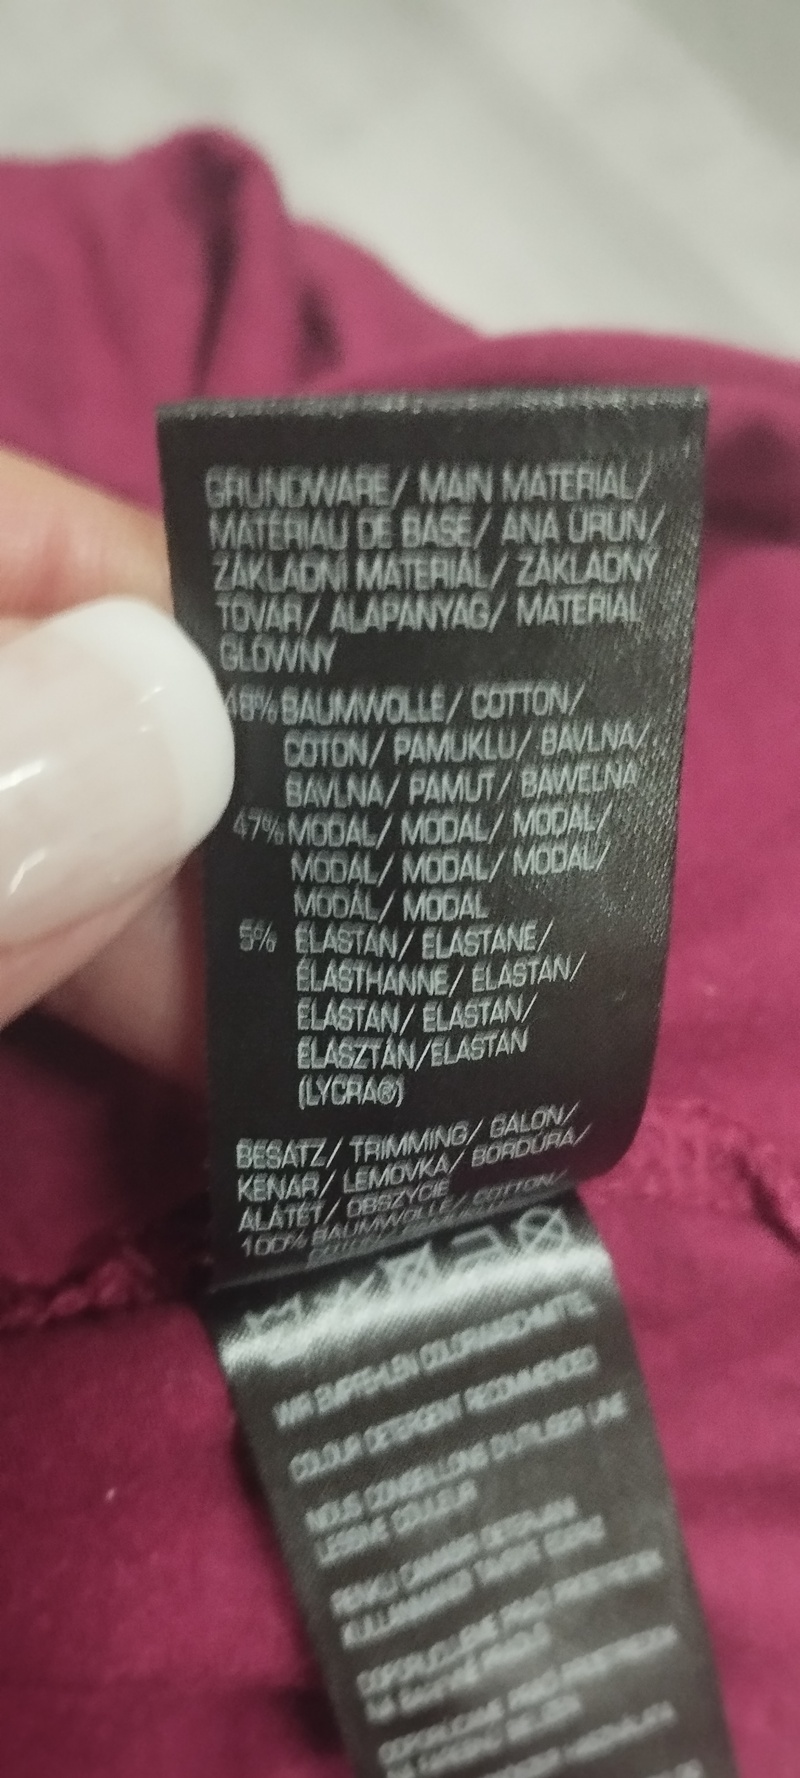 GRUNDWARE/ MAIN MATERIAL/
MATÉRIAU DE BASE/ ANA ÜRÜN/
ZÁKLADNÍ MATERIÁL/ ZÁKLADNÝ
TOVAR/ ALAPANYAG/ MATERIAŁ
GŁÓWNY
48% BAUMWOLLE/ COTTON/
COTON/ PAMUKLU/ BAVLNA/
BAVLNA/ PAMUT/ BAWEŁNA
47% MODAL/ MODAL/ MODAL/
MODAL/ MODAL/ MODAL/
MODÁL/ MODAL
5% ELASTAN/ ELASTANE/
ÉLASTHANNE/ ELASTAN/
ELASTAN/ ELASTAN/
ELASZTÁN/ELASTAN
(LYCRA®)
BESATZ/ TRIMMING/ GALON/
KENAR/ LEMOVKA/ BORDÚRA/
ALÁTÉT/ OBSZYCIE
100% BAUMWOLLE/ COTTON/
WIR EMPFEHLEN COLORWASCHMITTEL
COLOUR DETERGENT RECOMMENDED
NOUS CONSEILLONS D'UTILISER UNE
LESSIVE COULEUR